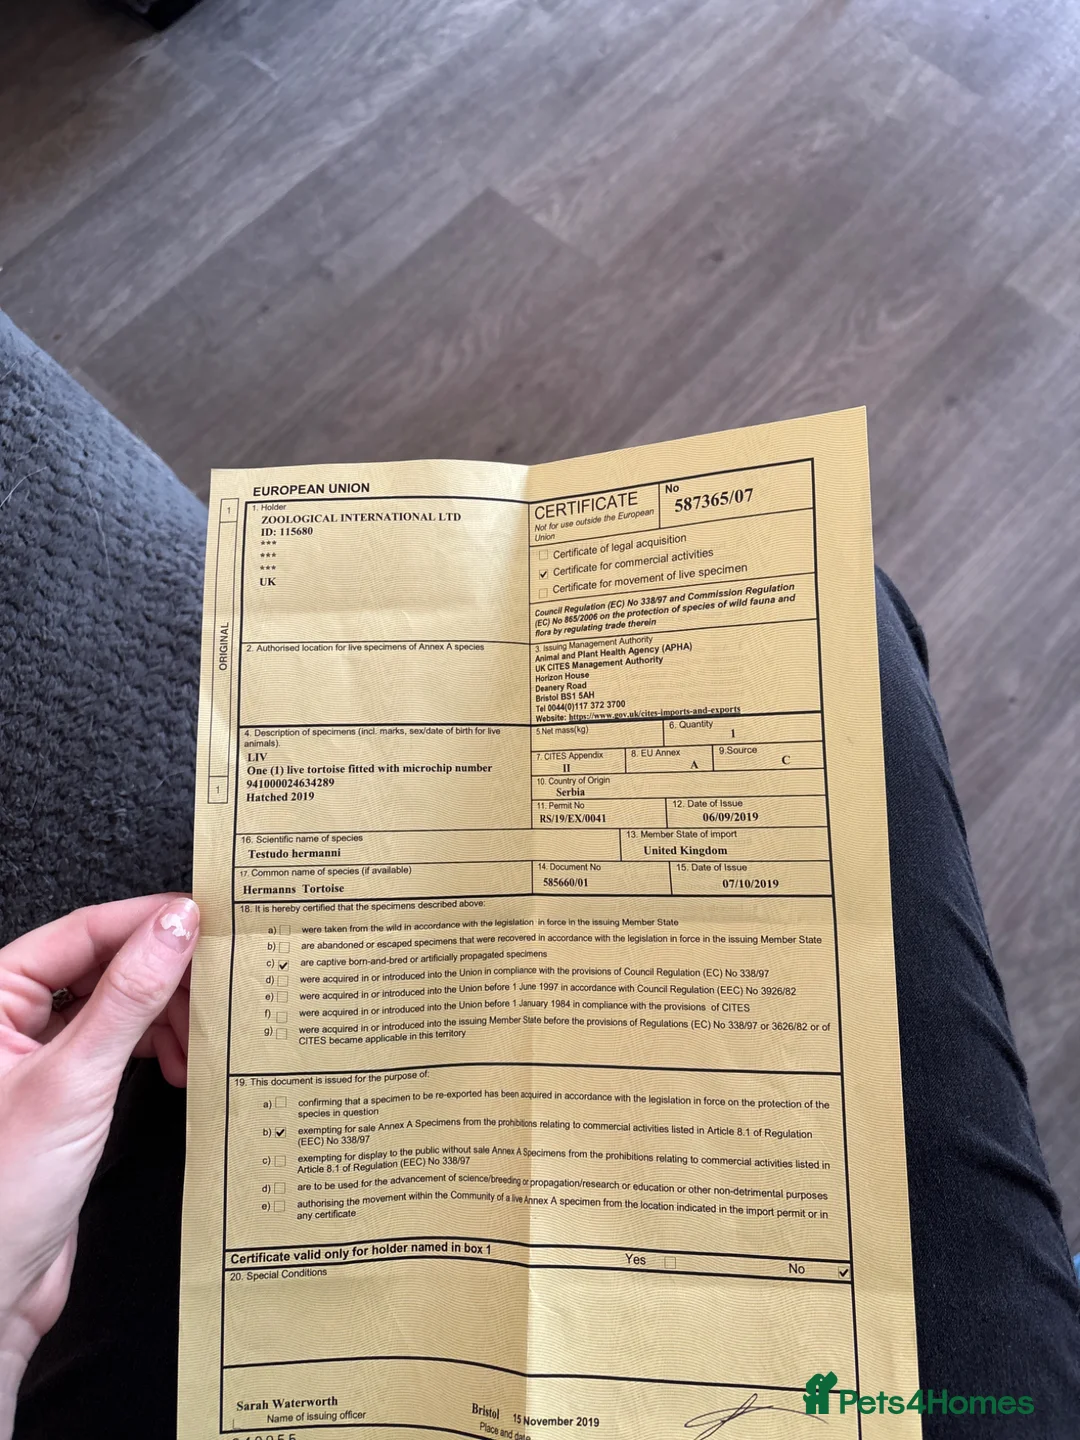 EUROPEAN UNION
1
ORIGINAL
1
1. Holder
ZOOLOGICAL INTERNATIONAL LTD
ID: 115680
***
***
***
UK
CERTIFICATE
Not for use outside the European
Union
No
587365/07
Certificate of legal acquisition
Certificate for commercial activities
Certificate for movement of live specimen
Council Regulation (EC) No 338/97 and Commission Regulation
(EC) No 865/2006 on the protection of species of wild fauna and
flora by regulating trade therein
2. Authorised location for live specimens of Annex A species
3. Issuing Management Authority
Animal and Plant Health Agency (APHA)
UK CITES Management Authority
Horizon House
Deanery Road
Bristol BS1 5AH
Tel 0044(0)117 372 3700
Website: https://www.gov.uk/cites-imports-and-exports
4. Description of specimens (incl. marks, sex/date of birth for live
animals).
LIV
One (1) live tortoise fitted with microchip number
941000024634289
Hatched 2019
5.Net mass(kg)
6. Quantity
1
7. CITES Appendix
II
8. EU Annex
A
9.Source
C
10. Country of Origin
Serbia
11. Permit No
RS/19/EX/0041
12. Date of Issue
06/09/2019
16. Scientific name of species
Testudo hermanni
13. Member State of import
United Kingdom
17. Common name of species (if available)
Hermanns Tortoise
14. Document No
585660/01
15. Date of Issue
07/10/2019
18. It is hereby certified that the specimens described above:
a) were taken from the wild in accordance with the legislation in force in the issuing Member State
b) are abandoned or escaped specimens that were recovered in accordance with the legislation in force in the issuing Member State
c) are captive born-and-bred or artificially propagated specimens
d) were acquired in or introduced into the Union in compliance with the provisions of Council Regulation (EC) No 338/97
e) were acquired in or introduced into the Union before 1 June 1997 in accordance with Council Regulation (EEC) No 3926/82
f) were acquired in or introduced into the Union before 1 January 1984 in compliance with the provisions of CITES
g) were acquired in or introduced into the issuing Member State before the provisions of Regulations (EC) No 338/97 or 3626/82 or of
CITES became applicable in this territory
19. This document is issued for the purpose of:
a) confirming that a specimen to be re-exported has been acquired in accordance with the legislation in force on the protection of the
species in question
b) exempting for sale Annex A Specimens from the prohibitons relating to commercial activities listed in Article 8.1 of Regulation
(EEC) No 338/97
c) exempting for display to the public without sale Annex A Specimens from the prohibitions relating to commercial activities listed in
Article 8.1 of Regulation (EEC) No 338/97
d) are to be used for the advancement of science/breeding or propagation/research or education or other non-detrimental purposes
e) authorising the movement within the Community of a live Annex A specimen from the location indicated in the import permit or in
any certificate
Certificate valid only for holder named in box 1
Yes
No
20. Special Conditions
Sarah Waterworth
Name of issuing officer
Bristol 15 November 2019
Place and date
Pets4Homes